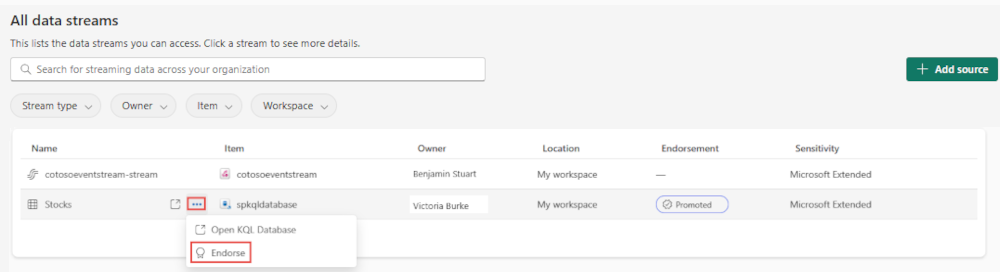 All data streams
This lists the data streams you can access. Click a stream to see more details.
Search for streaming data across your organization
Add source
Stream type Owner Item Workspace
Name Item Owner Location Endorsement Sensitivity
cotosoeventstream-stream cotosoeventstream Benjamin Stuart My workspace — Microsoft Extended
Stocks ... spkqldatabase Victoria Burke My workspace Promoted Microsoft Extended
Open KQL Database
Endorse